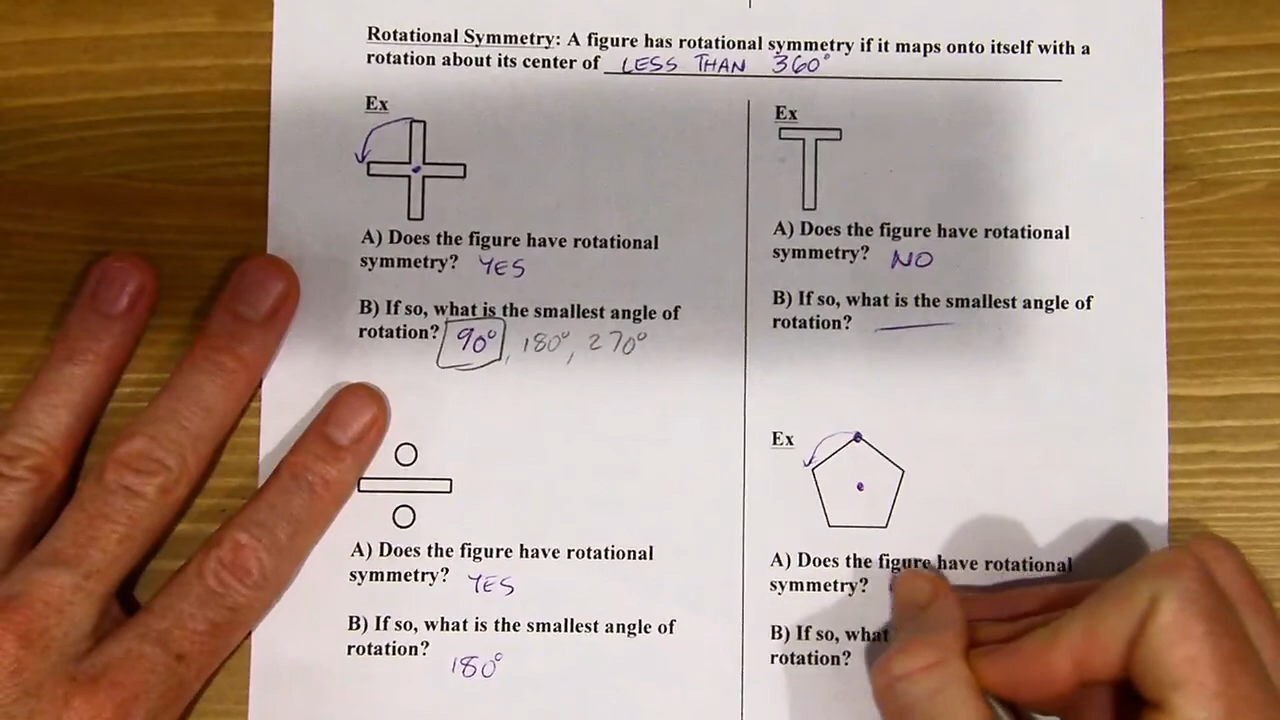 Rotational Symmetry: A figure has rotational symmetry if it maps onto itself with a
rotation about its center of LESS THAN 360°
Ex
A) Does the figure have rotational
symmetry? YES
B) If so, what is the smallest angle of
rotation? 90°, 180°, 270°
Ex
A) Does the figure have rotational
symmetry? NO
B) If so, what is the smallest angle of
rotation?
A) Does the figure have rotational
symmetry? YES
B) If so, what is the smallest angle of
rotation?
180°
Ex
A) Does the figure have rotational
symmetry?
B) If so, what
rotation?